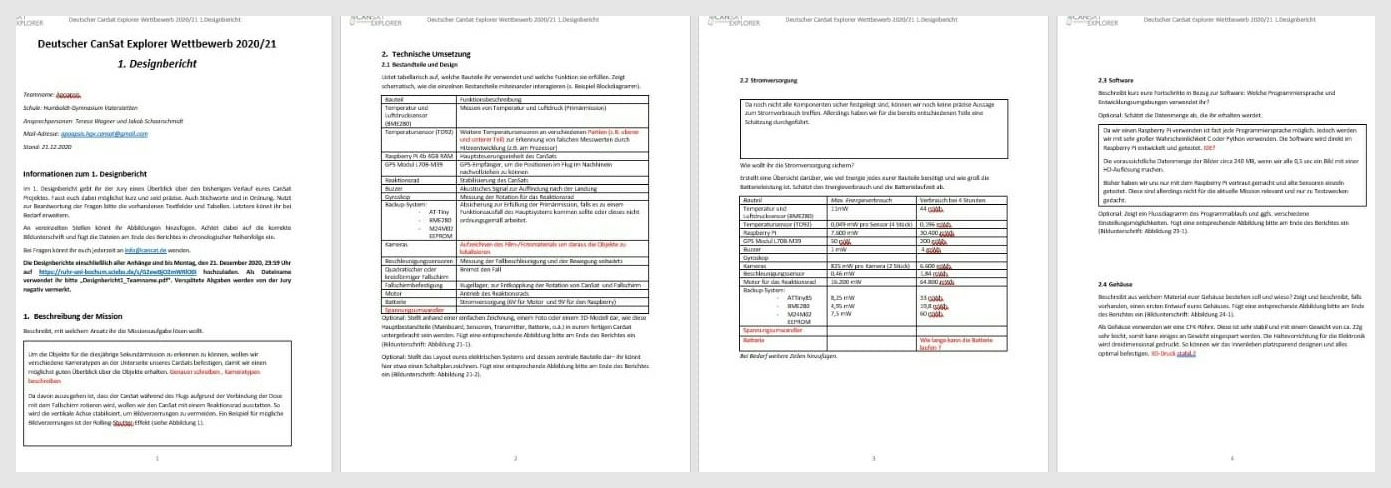 CANSAT
EXPLORER
Deutscher CanSat Explorer Wettbewerb 2020/21 1.Designbericht
Deutscher CanSat Explorer Wettbewerb 2020/21
1. Designbericht
Teamname: Apoapsis
Schule: Humboldt-Gymnasium Vaterstetten
Ansprechpersonen: Teresa Wagner und Jakob Schaarschmidt
Stand: 21.12.2020
Informationen zum 1. Designbericht
Im 1. Designbericht gebt ihr der Jury einen Überblick über den bisherigen Verlauf eures CanSat
Projektes. Fasst euch dabei möglichst kurz und seid präzise. Auch Stichworte sind in Ordnung. Nutzt
zur Beantwortung der Fragen bitte die vorhandenen Textfelder und Tabellen. Letztere könnt ihr bei
Bedarf erweitern.
An vereinzelten Stellen könnt ihr Abbildungen hinzufügen. Achtet dabei auf die korrekte
Bildunterschrift und fügt die Dateien am Ende des Berichtes in chronologischer Reihenfolge ein.
Bei Fragen könnt ihr euch jederzeit an info@cansat.de wenden.
Die Designberichte einschließlich aller Anhänge sind bis Montag, den 21. Dezember 2020, 23:59 Uhr
auf hochzuladen. Als Dateiname
verwendet ihr bitte „Designbericht1_Teamname.pdf“. Verspätete Abgaben werden von der Jury
negativ vermerkt.
1. Beschreibung der Mission
Beschreibt, mit welchem Ansatz ihr die Missionsaufgabe lösen wollt.
Um die Objekte für die diesjährige Sekundärmission zu erkennen zu können, wollen wir
verschiedene Kameratypen an der Unterseite unseres CanSats befestigen, damit wir einen
möglichst guten Überblick über die Objekte erhalten. Genauer schreiben , Kameratypen
beschreiben
Da davon auszugehen ist, dass der CanSat während des Flugs aufgrund der Verbindung der Dose
mit dem Fallschirm rotieren wird, wollen wir den CanSat mit einem Reaktionsrad ausstatten. So
wird die vertikale Achse stabilisiert, um Bildverzerrungen zu vermeiden. Ein Beispiel für mögliche
Bildverzerrungen ist der Rolling-Shutter-Effekt (siehe Abbildung 1).
1
Deutscher CanSat Explorer Wettbewerb 2020/21 1.Designbericht
2. Technische Umsetzung
2.1 Bestandteile und Design
Listet tabellarisch auf, welche Bauteile ihr verwendet und welche Funktion sie erfüllen. Zeigt
schematisch, wie die einzelnen Bestandteile miteinander interagieren (s. Beispiel Blockdiagramm).
Bauteil Funktionsbeschreibung
Temperatur und Messen von Temperatur und Luftdruck (Primärmission)
Luftdrucksensor
(BME280)
Temperatursensor (TO92) Weitere Temperatursensoren an verschiedenen Partien (z.B. obere
und unterer Teil) zur Erkennung von falschen Messwerten durch
Hitzeentwicklung (z.B. am Prozessor)
Raspberry Pi 4b 4GB RAM Hauptsteuerungseinheit des CanSats
GPS Modul L70B-M39 GPS-Empfänger, um die Positionen im Flug im Nachhinein
nachvollziehen zu können
Reaktionsrad Stabilisierung des CanSats
Buzzer Akustisches Signal zur Auffindung nach der Landung
Gyroskop Messung der Rotation für das Reaktionsrad
Backup-System: Absicherung zur Erfüllung der Primärmission, falls es zu einem
- AT-Tiny Funktionsausfall des Hauptsystems kommen sollte oder dieses nicht
- BME280 ordnungsgemäß arbeitet.
- M24M02
EEPROM
Kameras Aufzeichnen des Film-/Fotomaterials um daraus die Objekte zu
lokalisieren
Beschleunigungssensoren Messung der Fallbeschleunigung und der Bewegung seitwärts
Quadratischer oder Bremst den Fall
kreisförmiger Fallschirm
Fallschirmbefestigung Kugellager, zur Entkopplung der Rotation von CanSat und Fallschirm
Motor Antrieb des Reaktionsrads
Batterie Stromversorgung (6V für Motor und 9V für den Raspberry)
Spannungsumwandler
Optional: Stellt anhand einer einfachen Zeichnung, einem Foto oder einem 3D-Modell dar, wie diese
Hauptbestandteile (Mainboard, Sensoren, Transmitter, Batterie, o.ä.) in eurem fertigen CanSat
untergebracht sein werden. Fügt eine entsprechende Abbildung bitte am Ende des Berichtes ein
(Bildunterschrift: Abbildung 21-1).
Optional: Stellt das Layout eures elektrischen Systems und dessen zentrale Bauteile dar– ihr könnt
hier etwa einen Schaltplan zeichnen. Fügt eine entsprechende Abbildung bitte am Ende des Berichtes
ein (Bildunterschrift: Abbildung 21-2).
2
Deutscher CanSat Explorer Wettbewerb 2020/21 1.Designbericht
2.2 Stromversorgung
Da noch nicht alle Komponenten sicher festgelegt sind, können wir noch keine präzise Aussage
zum Stromverbrauch treffen. Allerdings haben wir für die bereits entschiedenen Teile eine
Schätzung durchgeführt.
Wie wollt ihr die Stromversorgung sichern?
Erstellt eine Übersicht darüber, wie viel Energie jedes eurer Bauteile benötigt und wie groß die
Batterieleistung ist. Schätzt den Energieverbrauch und die Batterielaufzeit ab.
Bauteil Max. Energieverbrauch Verbrauch bei 4 Stunden
Temperatur und 11mW 44 mWh
Luftdrucksensor (BME280)
Temperatursensor (TO92) 0,049 mW pro Sensor (4 Stück) 0,196 mWh
Raspberry Pi 7.600 mW 30.400 mWh
GPS Modul L70B-M39 50 mW 200 mWh
Buzzer 1 mW 4 mWh
Gyroskop
Kameras 825 mW pro Kamera (2 Stück) 6.600 mWh
Beschleunigungssensor 0,46 mW 1,84 mWh
Motor für das Reaktionsrad 16.200 mW 64.800 mWh
Backup-System:
- ATTiny85 8,25 mW 33 mWh
- BME280 4,95 mW 19,8 mWh
- M24M02 7,5 mW
EEPROM
Spannungsumwandler
Batterie Wie lange kann die Batterie
laufen ?
Bei Bedarf weitere Zeilen hinzufügen.
3
Deutscher CanSat Explorer Wettbewerb 2020/21 1.Designbericht
2.3 Software
Beschreibt kurz eure Fortschritte in Bezug zur Software: Welche Programmiersprache und
Entwicklungsumgebungen verwendet ihr?
Optional: Schätzt die Datenmenge ab, die ihr erhalten werdet.
Da wir einen Raspberry Pi verwenden ist fast jede Programmiersprache möglich. Jedoch werden
wir mit sehr großer Wahrscheinlichkeit C oder Python verwenden. Die Software wird direkt im
Raspberry Pi entwickelt und getestet. IDE?
Die voraussichtliche Datenmenge der Bilder circa 240 MB, wenn wir alle 0,5 sec ein Bild mit einer
HD-Auflösung machen.
Bisher haben wir uns nur mit dem Raspberry Pi vertraut gemacht und alte Sensoren einzeln
getestet. Diese sind allerdings nicht für die aktuelle Mission relevant und nur zu Testzwecken
gedacht.
Optional: Zeigt ein Flussdiagramm des Programmablaufs und ggfls. verschiedene
Einstellungsmöglichkeiten. Fügt eine entsprechende Abbildung bitte am Ende des Berichtes ein
(Bildunterschrift: Abbildung 23-1).
2.4 Gehäuse
Beschreibt aus welchem Material euer Gehäuse bestehen soll und wieso? Zeigt und beschreibt, falls
vorhanden, einen ersten Entwurf eures Gehäuses. Fügt eine entsprechende Abbildung bitte am Ende
des Berichtes ein (Bildunterschrift: Abbildung 24-1).
Als Gehäuse verwenden wir eine CFK-Röhre. Diese ist sehr stabil und mit einem Gewicht von ca. 22g
sehr leicht, somit kann einiges an Gewicht eingespart werden. Die Haltevorrichtung für die Elektronik
wird dreidimensional gedruckt. So können wir das Innenleben platzsparend designen und alles
optimal befestigen. 3D-Druck stabil ?
4